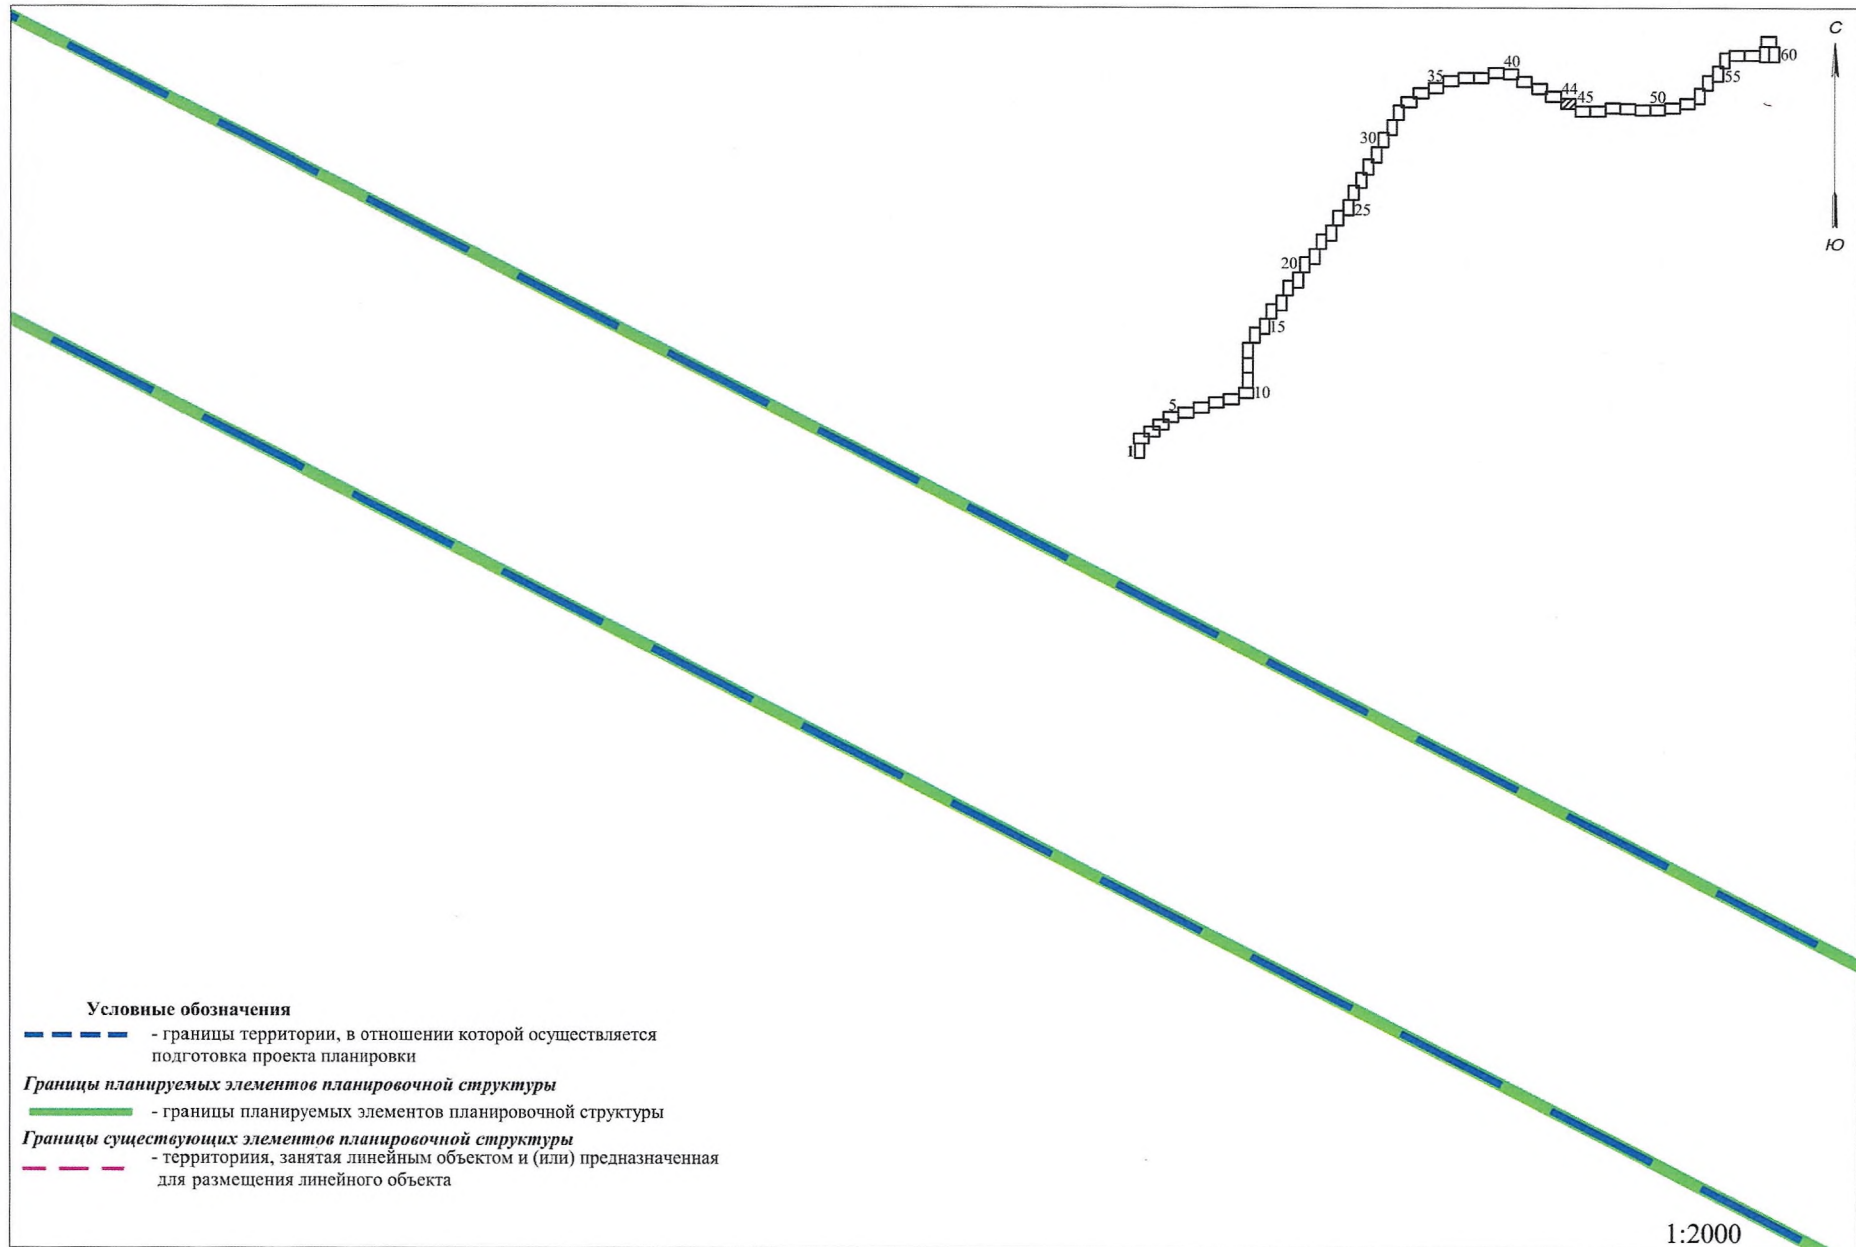 С
Ю
40
35
44
45
50
55
60
30
25
20
15
10
5
1
Условные обозначения
- границы территории, в отношении которой осуществляется
подготовка проекта планировки
Границы планируемых элементов планировочной структуры
- границы планируемых элементов планировочной структуры
Границы существующих элементов планировочной структуры
- территориия, занятая линейным объектом и (или) предназначенная
для размещения линейного объекта
1:2000